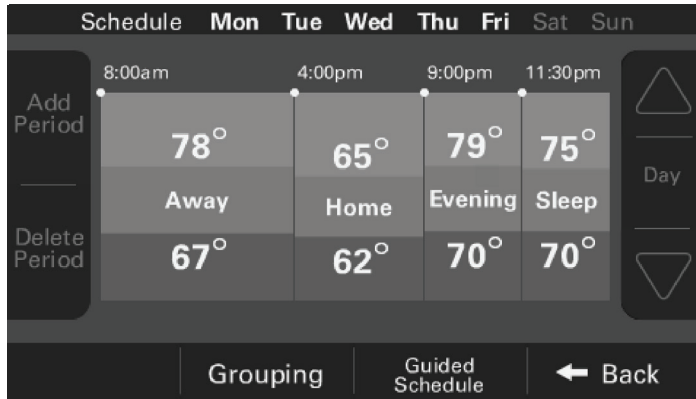 Schedule Mon Tue Wed Thu Fri Sat Sun
8:00am 4:00pm 9:00pm 11:30pm
Add
Period
78° 65° 79° 75°
Day
Away Home Evening Sleep
Delete
Period
67° 62° 70° 70°
Grouping
Guided
Schedule
Back